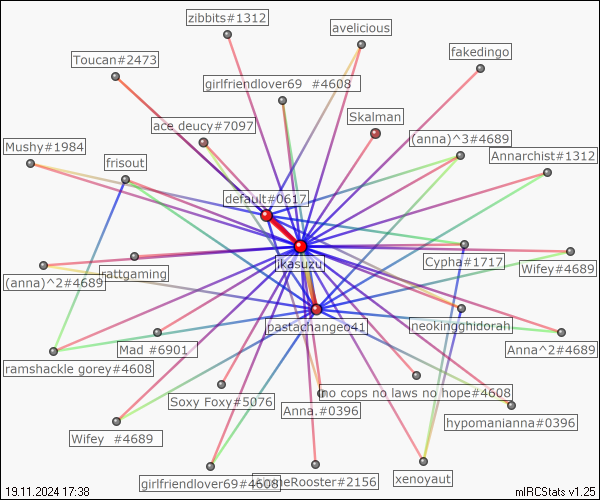 zibbits#1312
avelicious
fakedingo
Toucan#2473
girlfriendlover69 #4608
Skalman
ace deucy#7097
(anna)^3#4689
Mushy#1984
Annarchist#1312
frisout
default#0617
ikasuzu
Cypha#1717
Wifey#4689
(anna)^2#4689
rattgaming
pastachangeo41
neokingghidorah
Mad #6901
Anna^2#4689
ramshackle gorey#4608
no cops no laws no hope#4608
Soxy Foxy#5076
Anna.#0396
hypomanianna#0396
Wifey #4689
girlfriendlover69#4608
#2156
xenoyaut
19.11.2024 17:38
mIRCStats v1.25